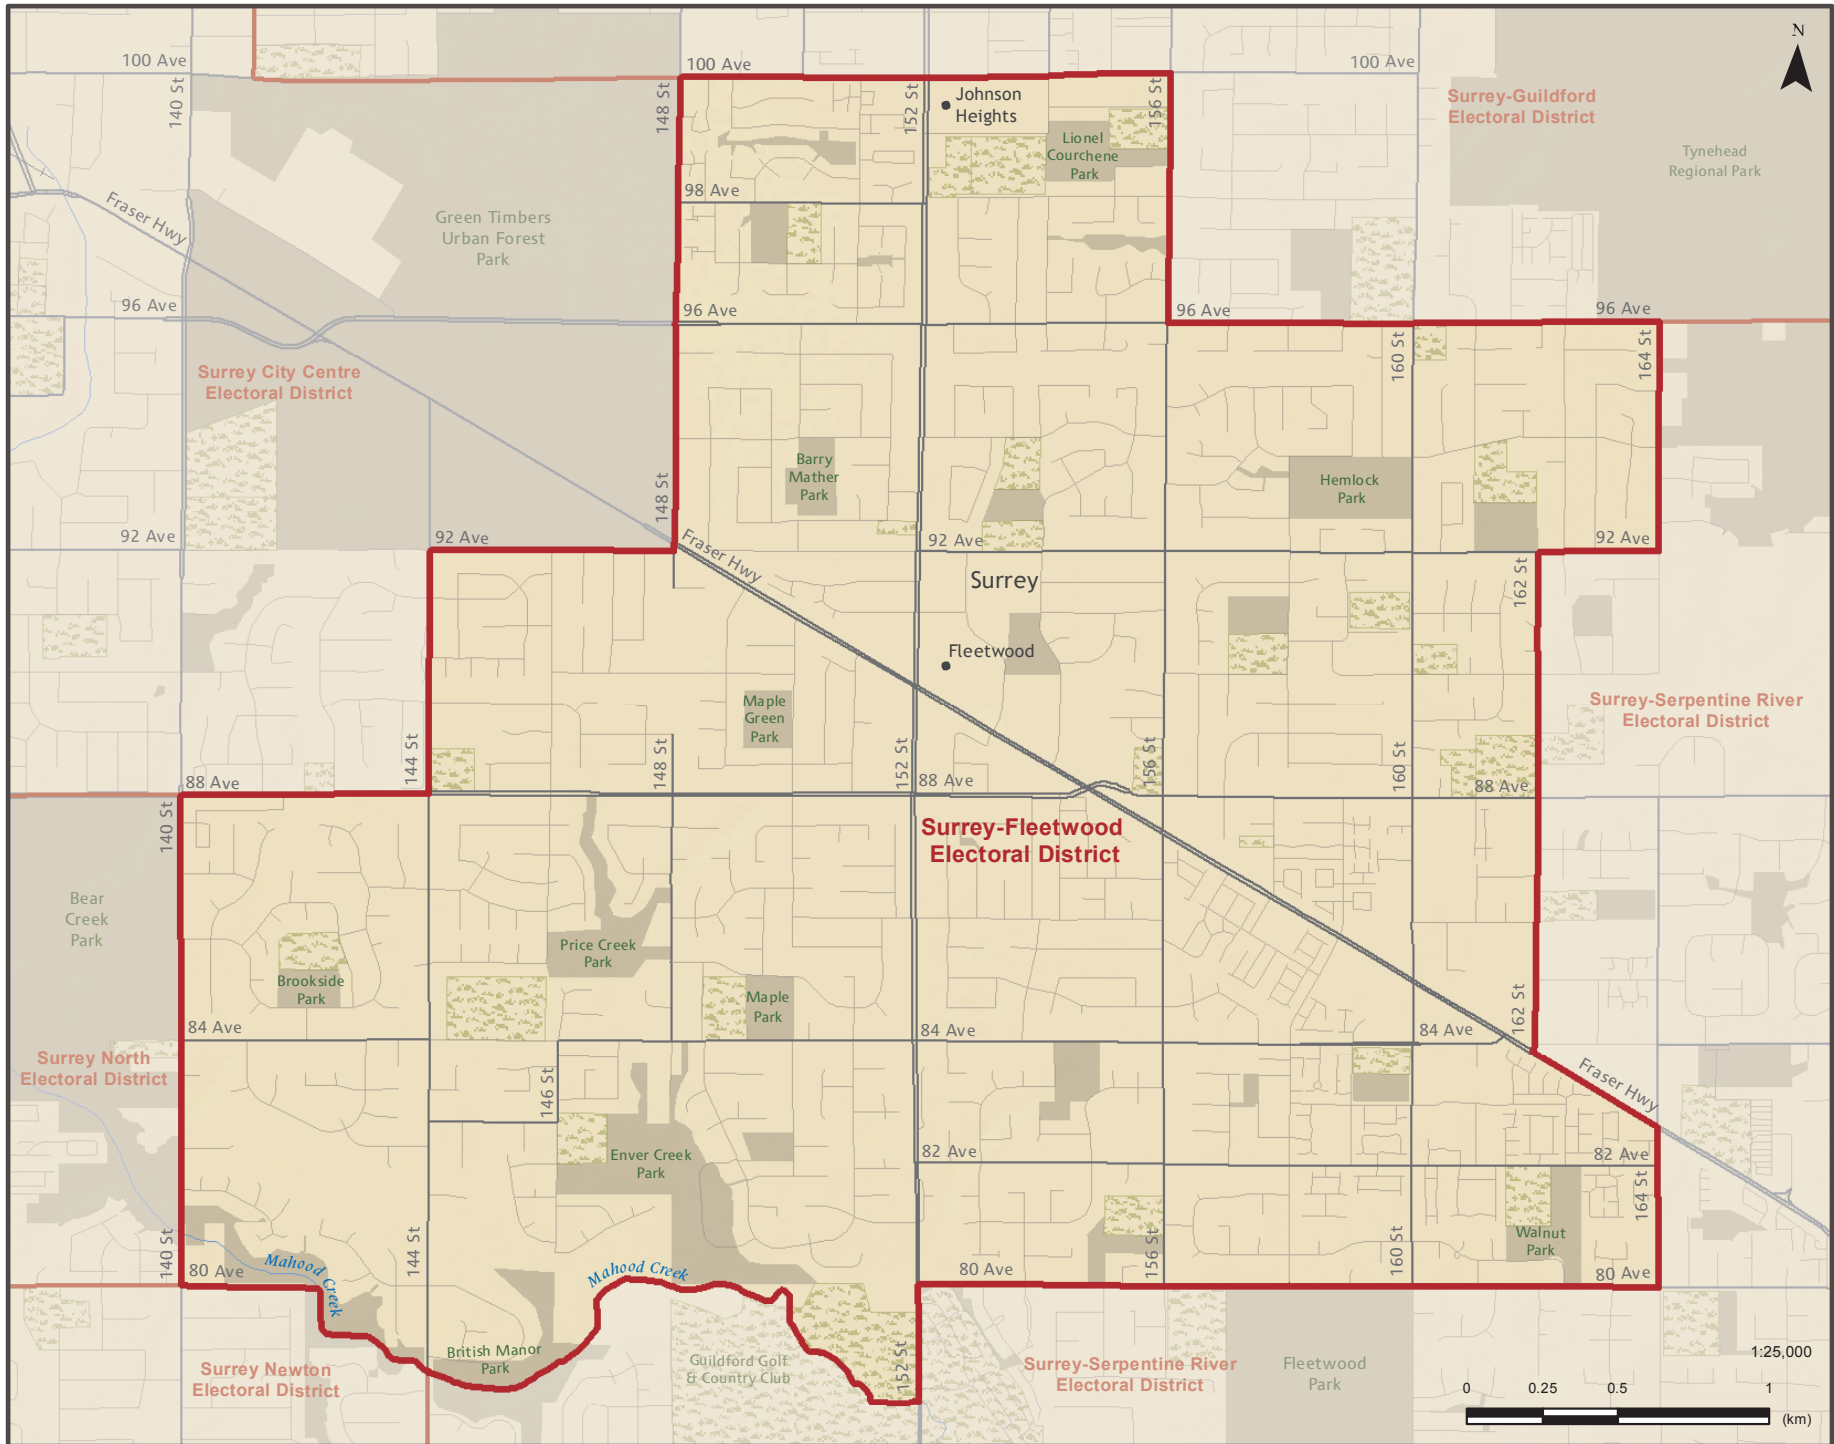 N
100 Ave
100 Ave
100 Ave
140 St
148 St
152 St
Johnson
Heights
156 St
Surrey-Guildford
Electoral District
Lionel
Courchene
Park
Tynehead
Regional Park
98 Ave
Fraser Hwy
Green Timbers
Urban Forest
Park
96 Ave
96 Ave
96 Ave
96 Ave
160 St
164 St
Surrey City Centre
Electoral District
Barry
Mather
Park
Hemlock
Park
148 St
92 Ave
92 Ave
92 Ave
92 Ave
Fraser Hwy
Surrey
162 St
Fleetwood
Maple
Green
Park
Surrey-Serpentine River
Electoral District
144 St
148 St
152 St
156 St
160 St
88 Ave
88 Ave
88 Ave
140 St
Surrey-Fleetwood
Electoral District
Bear
Creek
Park
Price Creek
Park
Brookside
Park
Maple
Park
162 St
84 Ave
84 Ave
84 Ave
Surrey North
Electoral District
146 St
Fraser Hwy
Enver Creek
Park
82 Ave
82 Ave
164 St
140 St
144 St
156 St
160 St
Walnut
Park
80 Ave
Mahood Creek
Mahood Creek
80 Ave
80 Ave
British Manor
Park
152 St
Surrey Newton
Electoral District
Guildford Golf
& Country Club
Surrey-Serpentine River
Electoral District
Fleetwood
Park
1:25,000
0 0.25 0.5 1
(km)